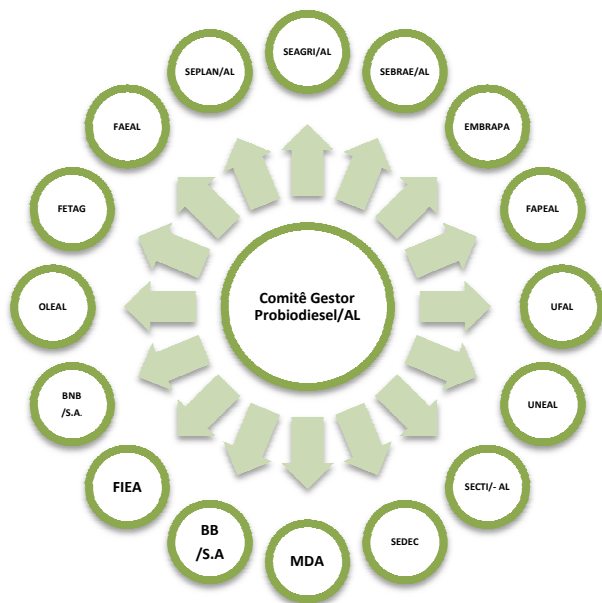 SEAGRI/AL
SEBRAE/AL
EMBRAPA
FAPEAL
UFAL
UNEAL
SECTI/- AL
SEDEC
MDA
BB
/S.A
FIEA
BNB
/S.A.
OLEAL
FETAG
FAEAL
SEPLAN/AL
Comitê Gestor
Probiodiesel/AL